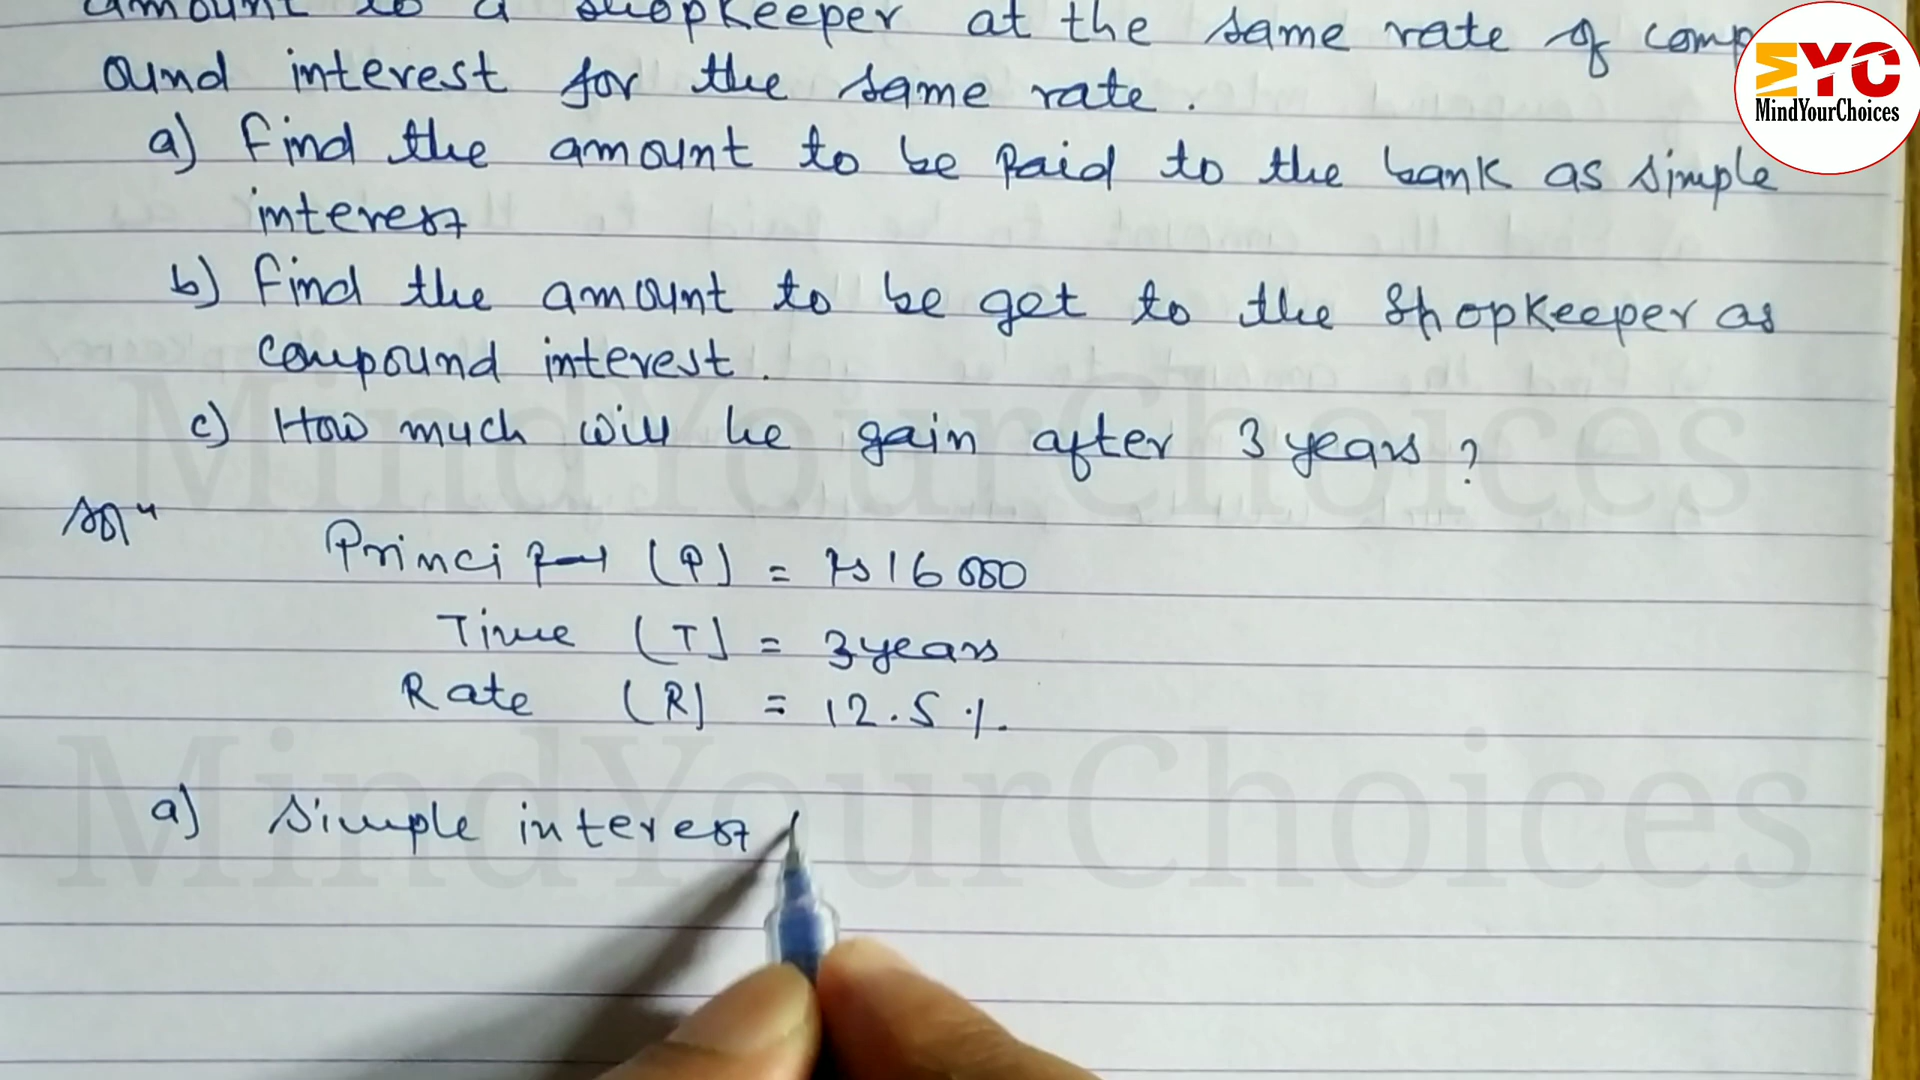 amount to a shopkeeper at the same rate of comp
ound interest for the same rate.
a) Find the amount to be paid to the bank as simple
interest
b) Find the amount to be get to the shopkeeper as
compound interest.
c) How much will he gain after 3 years?
Solⁿ
Principal (P) = Rs 16000
Time (T) = 3 years
Rate (R) = 12.5 %.
a) Simple interest
MYC
MindYourChoices
MindYourChoices
MindYourChoices